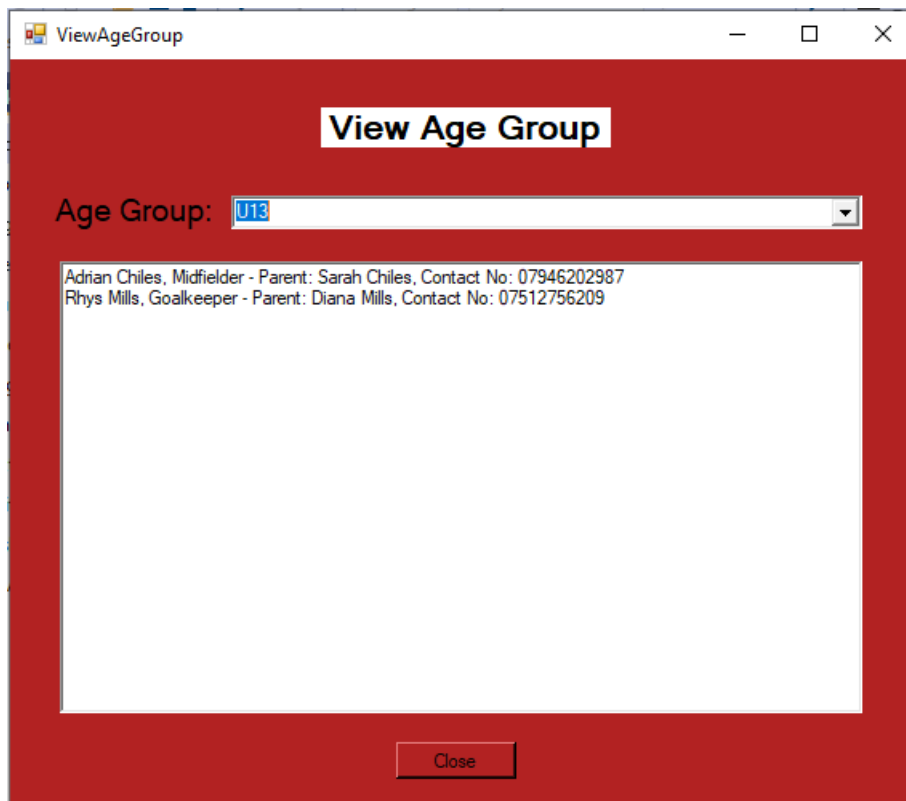 ViewAgeGroup
View Age Group
Age Group: U13
Adrian Chiles, Midfielder - Parent: Sarah Chiles, Contact No: 07946202987
Rhys Mills, Goalkeeper - Parent: Diana Mills, Contact No: 07512756209
Close